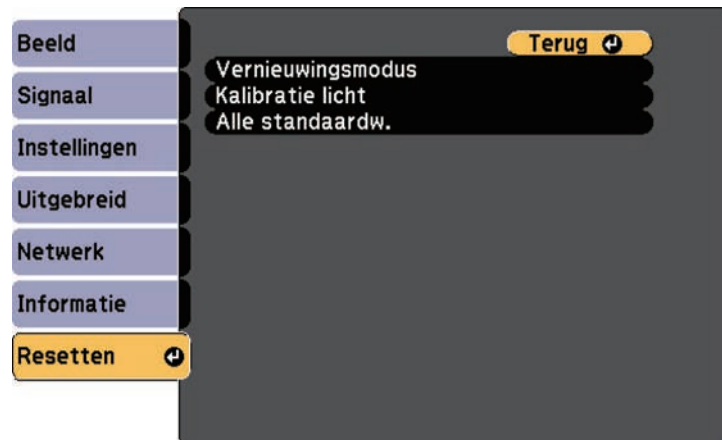 Beeld
Signaal
Instellingen
Uitgebreid
Netwerk
Informatie
Resetten
Terug
Vernieuwingsmodus
Kalibratie licht
Alle standaardw.